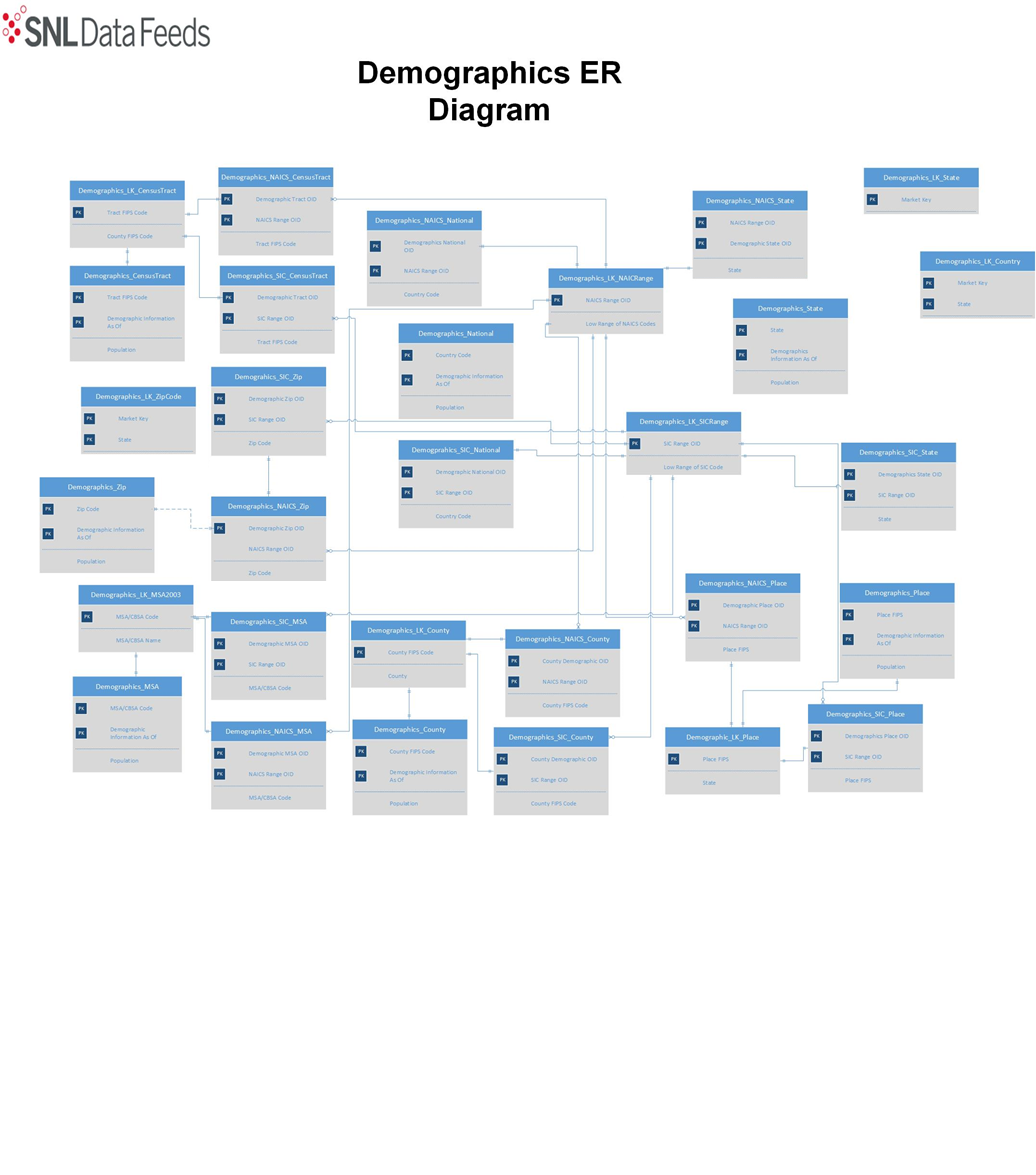 SNL Data Feeds
Demographics ER
Diagram
Demographics_LK_CensusTract
PK
Tract FIPS Code
County FIPS Code
Demographics_NAICS_CensusTract
PK
Demographic Tract OID
PK
NAICS Range OID
Tract FIPS Code
Demographics_NAICS_National
PK
Demographics National
OID
PK
NAICS Range OID
Country Code
Demographics_NAICS_State
PK
NAICS Range OID
PK
Demographic State OID
State
Demographics_LK_State
PK
Market Key
Demographics_LK_Country
PK
Market Key
PK
State
Demographics_CensusTract
PK
Tract FIPS Code
PK
Demographic Information
As Of
Population
Demographics_SIC_CensusTract
PK
Demographic Tract OID
PK
SIC Range OID
Tract FIPS Code
Demographics_LK_NAICRange
PK
NAICS Range OID
Low Range of NAICS Codes
Demographics_State
PK
State
PK
Demographics
Information As Of
Population
Demographics_National
PK
Country Code
PK
Demographic Information
As Of
Population
Demograhics_SIC_Zip
PK
Demographic Zip OID
PK
SIC Range OID
Zip Code
Demographics_LK_ZipCode
PK
Market Key
PK
State
Demographics_LK_SICRange
PK
SIC Range OID
Low Range of SIC Code
Demographics_SIC_National
PK
Demographic National OID
PK
SIC Range OID
Country Code
Demographics_SIC_State
PK
Demographics State OID
PK
SIC Range OID
State
Demographics_Zip
PK
Zip Code
PK
Demographic Information
As Of
Population
Demographics_NAICS_Zip
PK
Demographic Zip OID
NAICS Range OID
Zip Code
Demographics_LK_MSA2003
PK
MSA/CBSA Code
MSA/CBSA Name
Demographics_SIC_MSA
PK
Demographic MSA OID
PK
SIC Range OID
MSA/CBSA Code
Demographics_LK_County
PK
County FIPS Code
County
Demographics_NAICS_County
PK
County Demographic OID
PK
NAICS Range OID
County FIPS Code
Demographics_NAICS_Place
PK
Demographic Place OID
PK
NAICS Range OID
Place FIPS
Demographics_Place
PK
Place FIPS
PK
Demographic Information
As Of
Population
Demographics_MSA
PK
MSA/CBSA Code
PK
Demographic
Information As Of
Population
Demographics_NAICS_MSA
PK
Demographic MSA OID
PK
NAICS Range OID
MSA/CBSA Code
Demographics_County
PK
County FIPS Code
PK
Demographic Information
As Of
Population
Demographics_SIC_County
PK
County Demographic OID
PK
SIC Range OID
County FIPS Code
Demographic_LK_Place
PK
Place FIPS
State
Demographics_SIC_Place
PK
Demographics Place OID
PK
SIC Range OID
Place FIPS